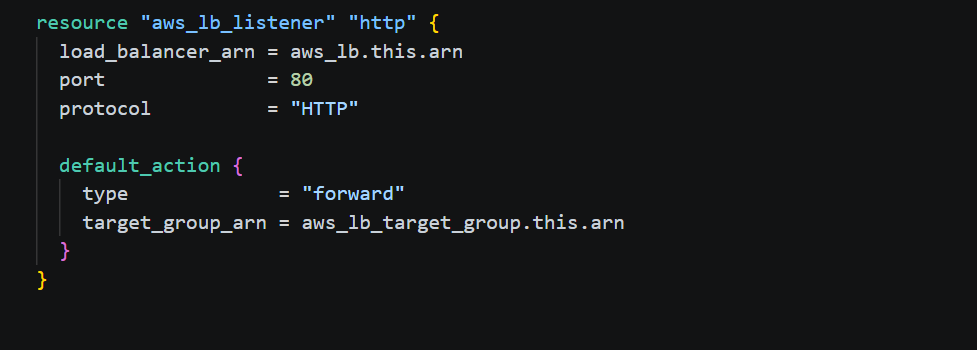 resource "aws_lb_listener" "http" {
  load_balancer_arn = aws_lb.this.arn
  port              = 80
  protocol          = "HTTP"

  default_action {
    type             = "forward"
    target_group_arn = aws_lb_target_group.this.arn
  }
}